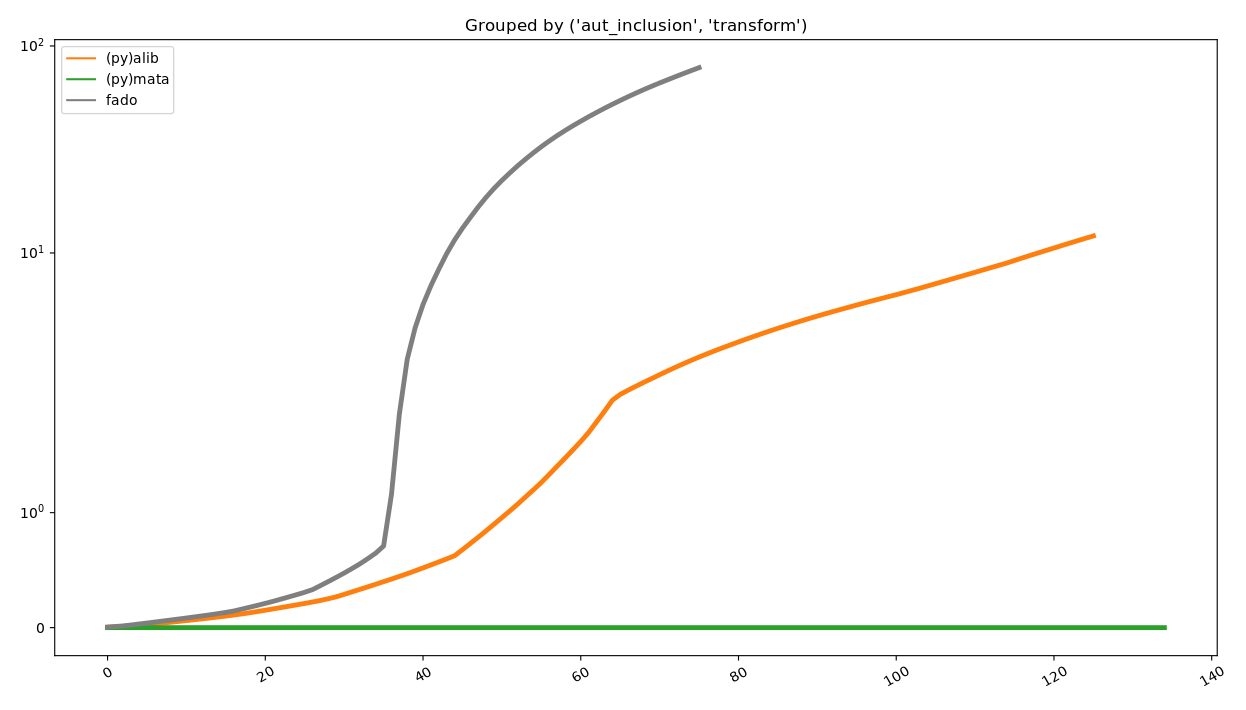 Grouped by ('aut_inclusion', 'transform')
(py)alib
(py)mata
fado
10²
10¹
10⁰
0
0 20 40 60 80 100 120 140